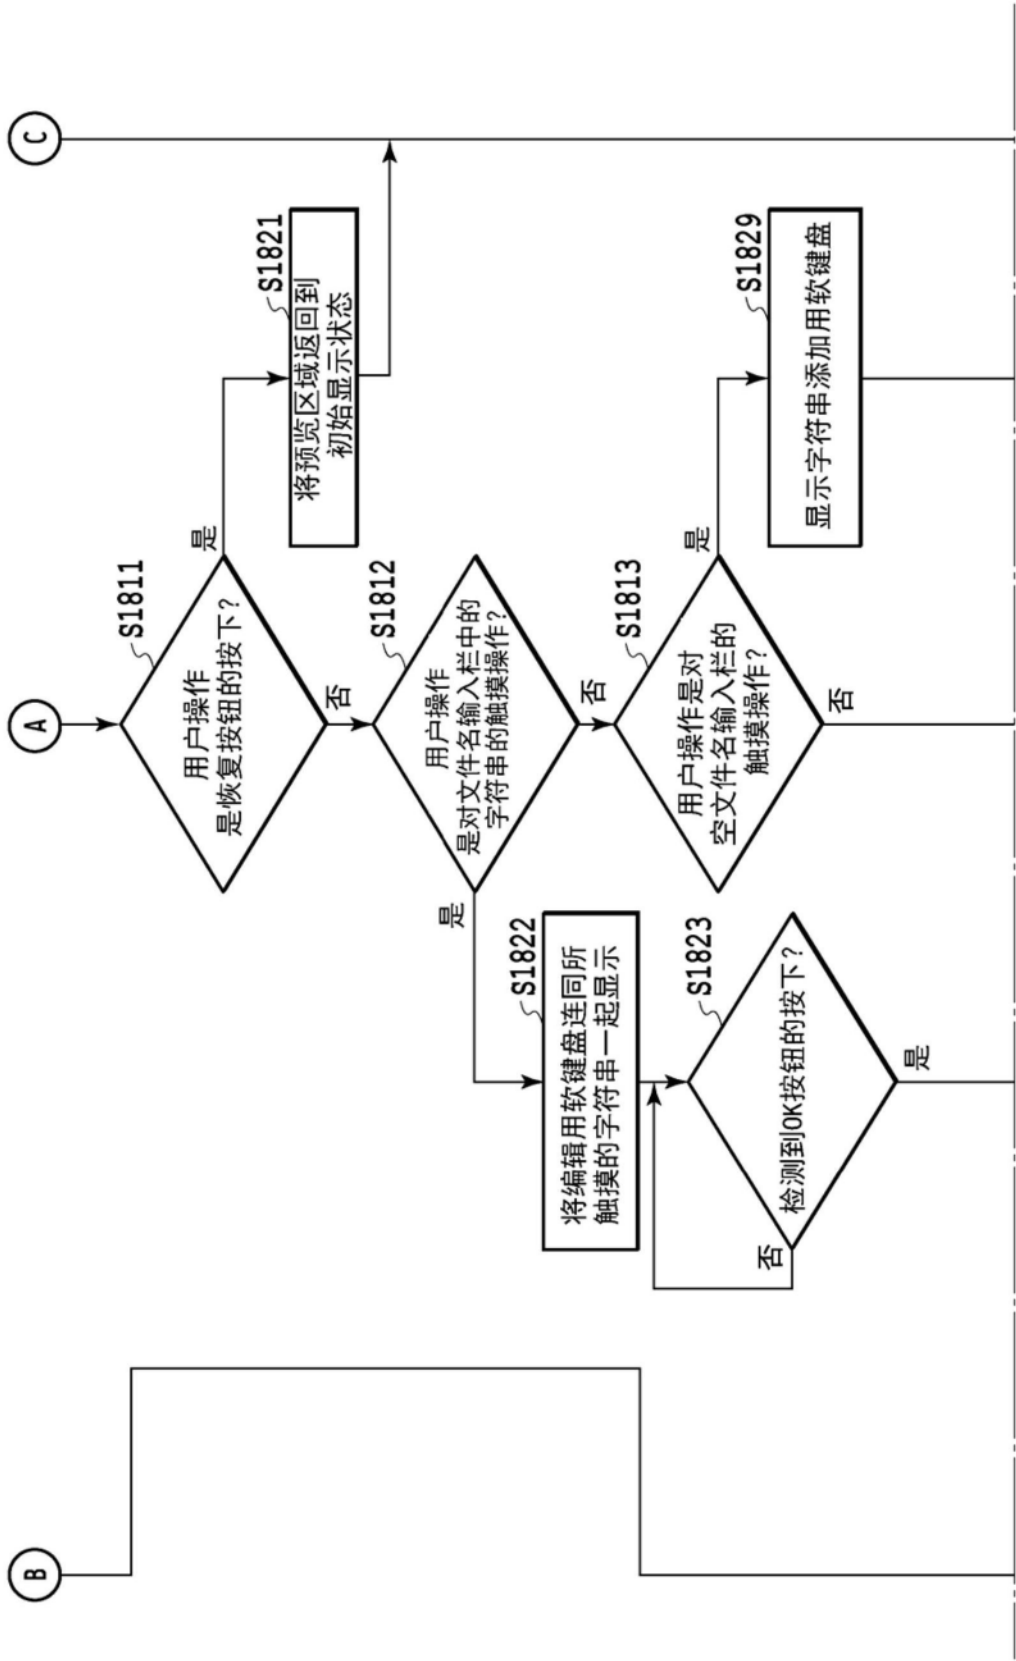 A
B
C
S1811
用户操作
是恢复按钮的按下?
是
否
S1821
将预览区域返回到
初始显示状态
S1812
用户操作
是对文件名输入栏中的
字符串的触摸操作?
是
否
S1822
将编辑用软键盘连同所
触摸的字符串一起显示
S1823
检测到OK按钮的按下?
否
是
S1813
用户操作是对
空文件名输入栏的
触摸操作?
是
否
S1829
显示字符串添加用软键盘